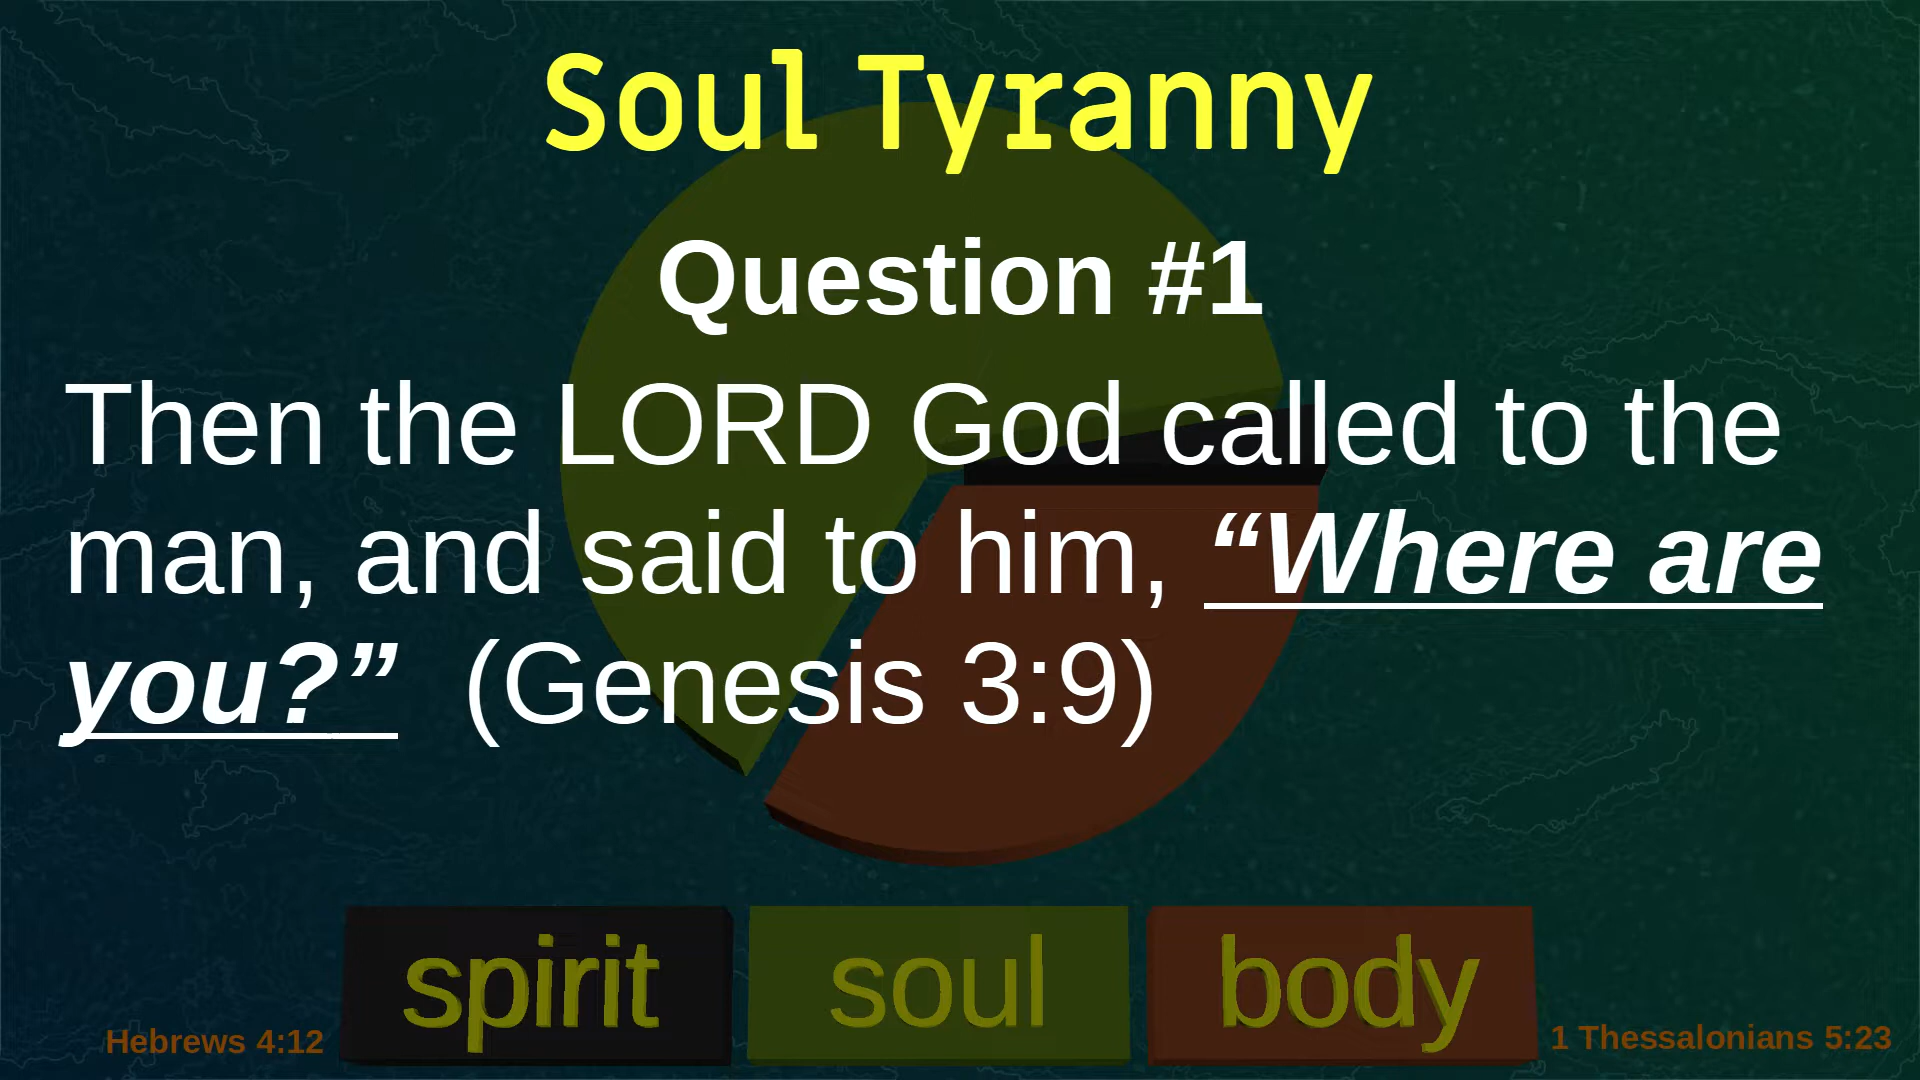 Soul Tyranny
Question #1
Then the LORD God called to the
man, and said to him, “Where are
you?”  (Genesis 3:9)
spirit soul body
Hebrews 4:12 1 Thessalonians 5:23